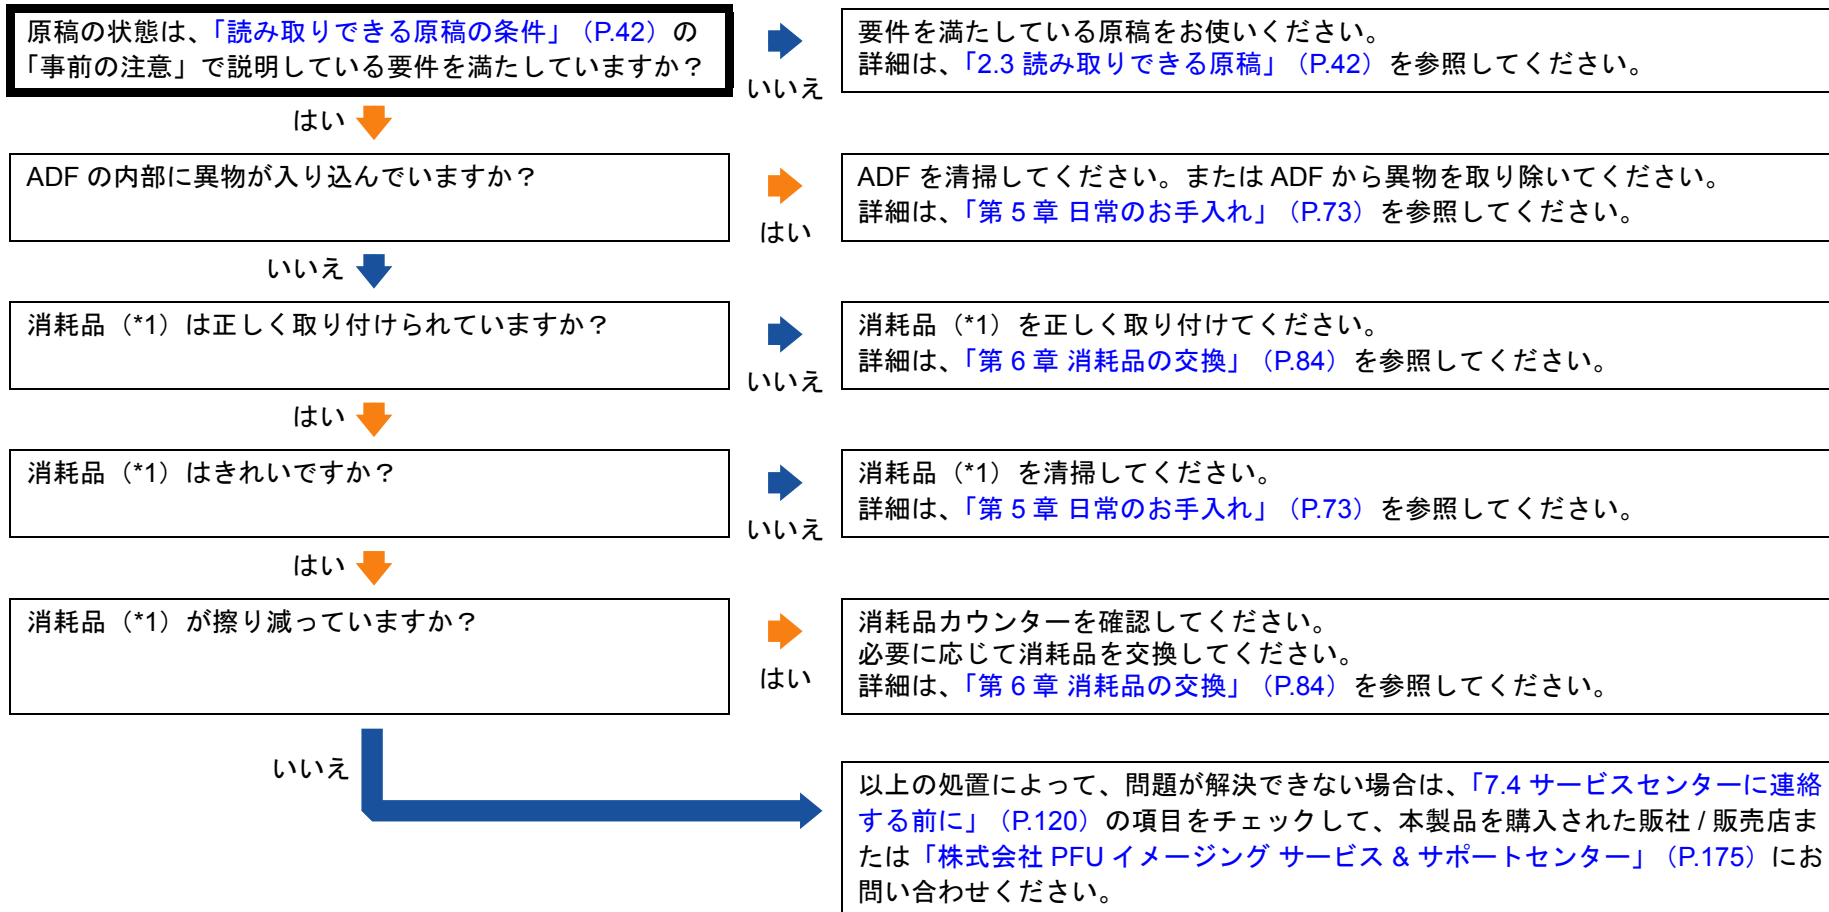 原稿の状態は、「読み取りできる原稿の条件」（P.42）の
「事前の注意」で説明している要件を満たしていますか？
いいえ
要件を満たしている原稿をお使いください。
詳細は、「2.3 読み取りできる原稿」（P.42）を参照してください。
はい
ADF の内部に異物が入り込んでいますか？
はい
ADF を清掃してください。または ADF から異物を取り除いてください。
詳細は、「第 5 章 日常のお手入れ」（P.73）を参照してください。
いいえ
消耗品（*1）は正しく取り付けられていますか？
いいえ
消耗品（*1）を正しく取り付けてください。
詳細は、「第 6 章 消耗品の交換」（P.84）を参照してください。
はい
消耗品（*1）はきれいですか？
いいえ
消耗品（*1）を清掃してください。
詳細は、「第 5 章 日常のお手入れ」（P.73）を参照してください。
はい
消耗品（*1）が擦り減っていますか？
はい
消耗品カウンターを確認してください。
必要に応じて消耗品を交換してください。
詳細は、「第 6 章 消耗品の交換」（P.84）を参照してください。
いいえ
以上の処置によって、問題が解決できない場合は、「7.4 サービスセンターに連絡
する前に」（P.120）の項目をチェックして、本製品を購入された販社 / 販売店ま
たは「株式会社 PFU イメージング サービス & サポートセンター」（P.175）にお
問い合わせください。